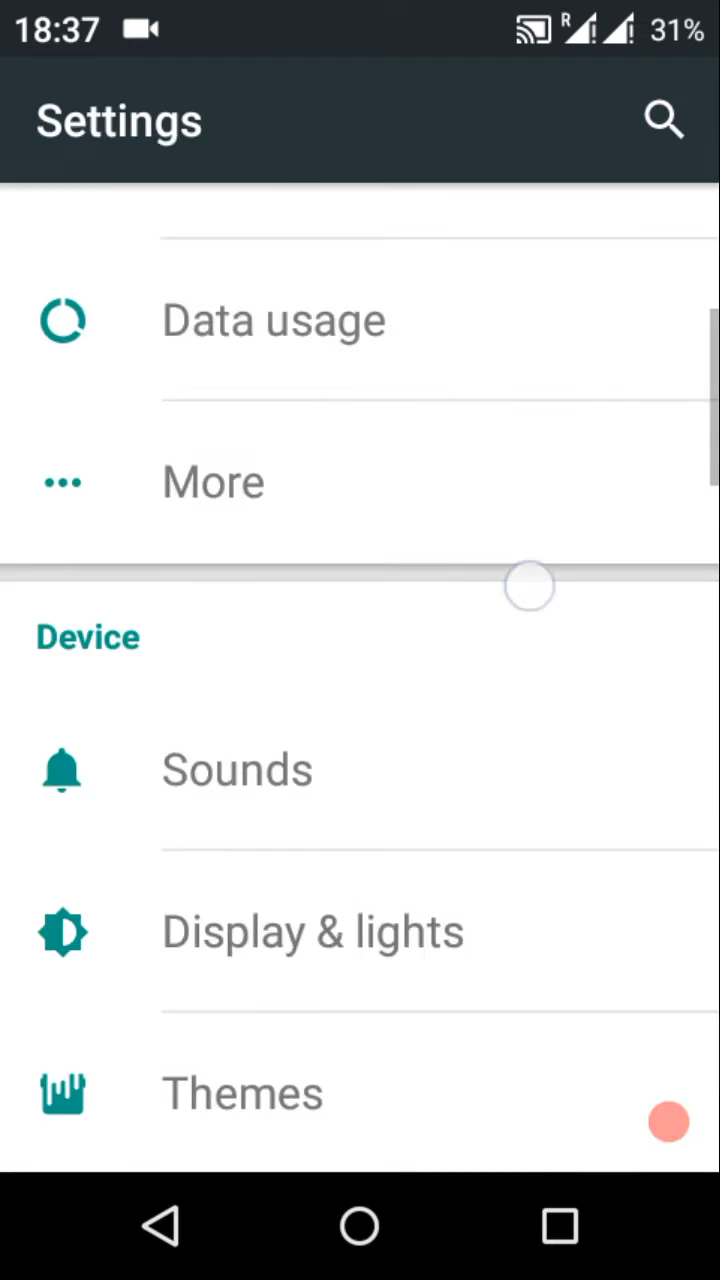 18:37 R 31%
Settings
Data usage
More
Device
Sounds
Display & lights
Themes